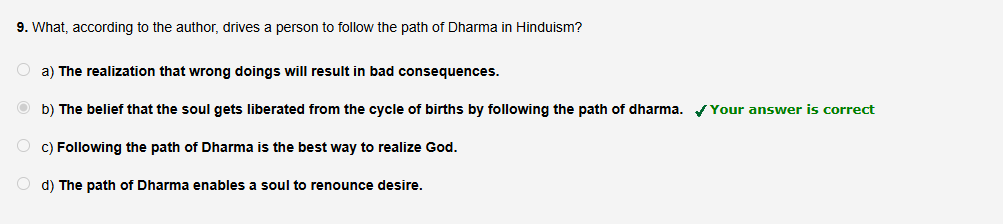 9. What, according to the author, drives a person to follow the path of Dharma in Hinduism?
a) The realization that wrong doings will result in bad consequences.
b) The belief that the soul gets liberated from the cycle of births by following the path of dharma. ✓Your answer is correct
c) Following the path of Dharma is the best way to realize God.
d) The path of Dharma enables a soul to renounce desire.